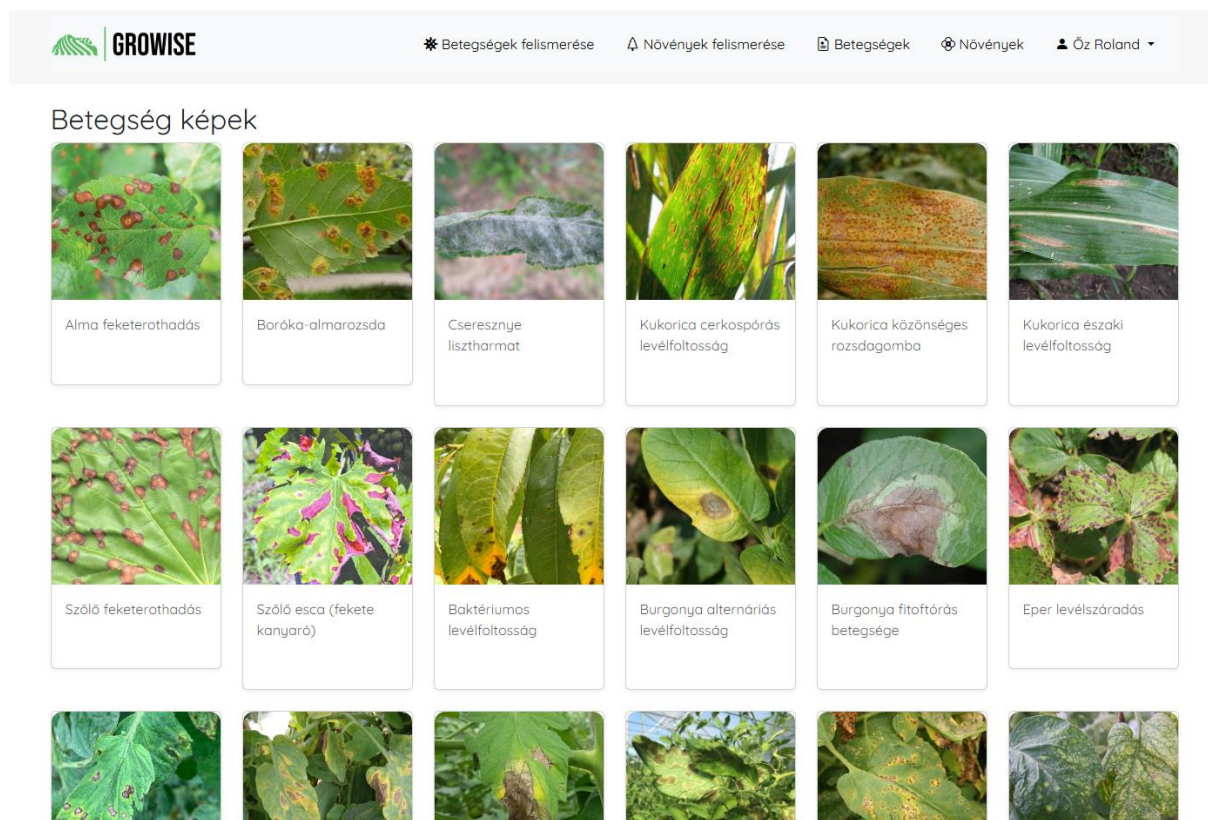 GROWISE
Betegségek felismerése
Növények felismerése
Betegségek
Növények
Őz Roland
Betegség képek
Alma feketerothadás
Boróka-almarozsda
Cseresznye
lisztharmat
Kukorica cerkospórás
levélfoltosság
Kukorica közönséges
rozsdagomba
Kukorica északi
levélfoltosság
Szőlő feketerothadás
Szőlő esca (fekete
kanyaró)
Baktériumos
levélfoltosság
Burgonya alternáriás
levélfoltosság
Burgonya fitoftórás
betegsége
Eper levélszáradás